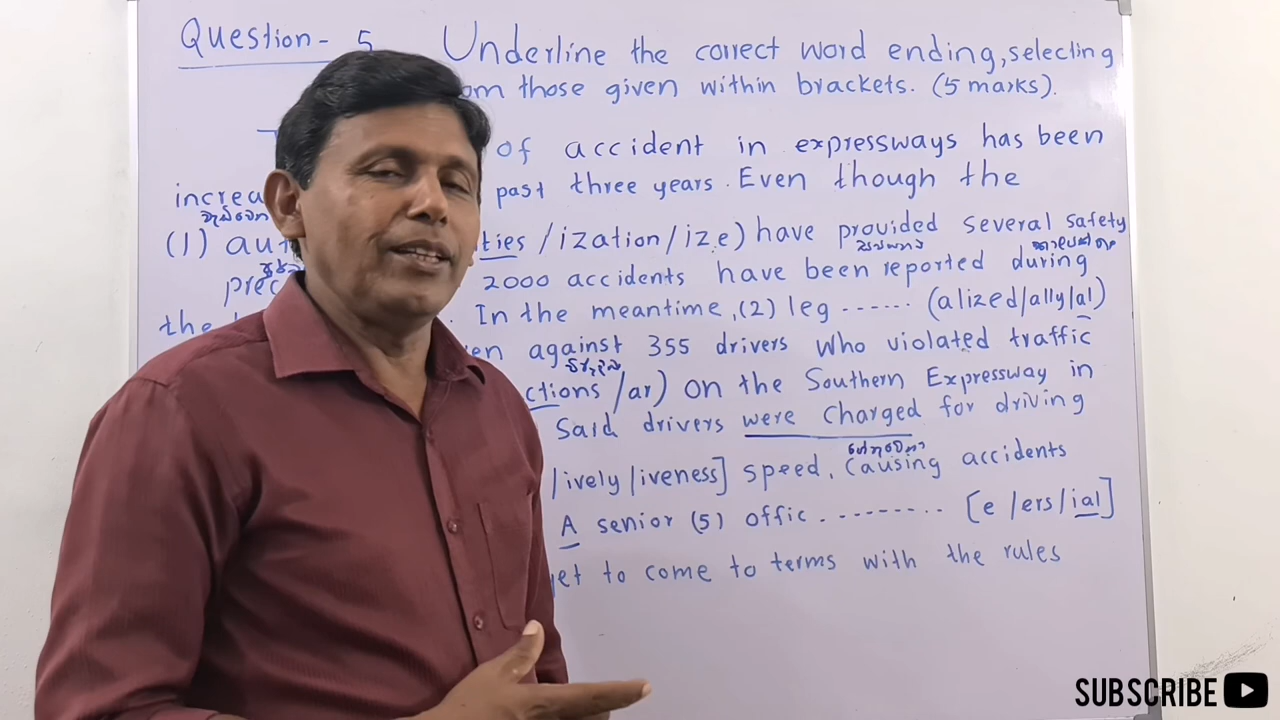 Question - 5 Underline the correct word ending, selecting
om those given within brackets. (5 marks).
of accident in expressways has been
increa past three years. Even though the
(1) aut ties / ization / ize) have provided several safety
prec 2000 accidents have been reported during
the In the meantime, (2) leg ...... (alized/ally/al)
en against 355 drivers who violated traffic
ctions /ar) on the Southern Expressway in
Said drivers were charged for driving
/ively /iveness] speed, causing accidents
A senior (5) offic .--------.. [e /ers/ial]
yet to come to terms with the rules
SUBSCRIBE